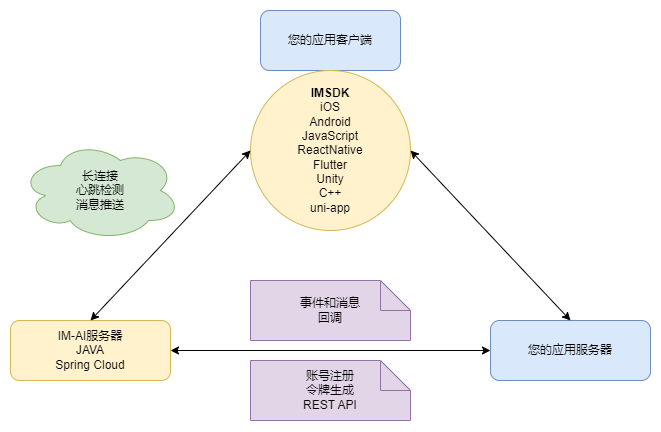 您的应用客户端
IMSDK
iOS
Android
JavaScript
ReactNative
Flutter
Unity
C++
uni-app
长连接
心跳检测
消息推送
事件和消息
回调
IM-AI服务器
JAVA
Spring Cloud
您的应用服务器
账号注册
令牌生成
REST API